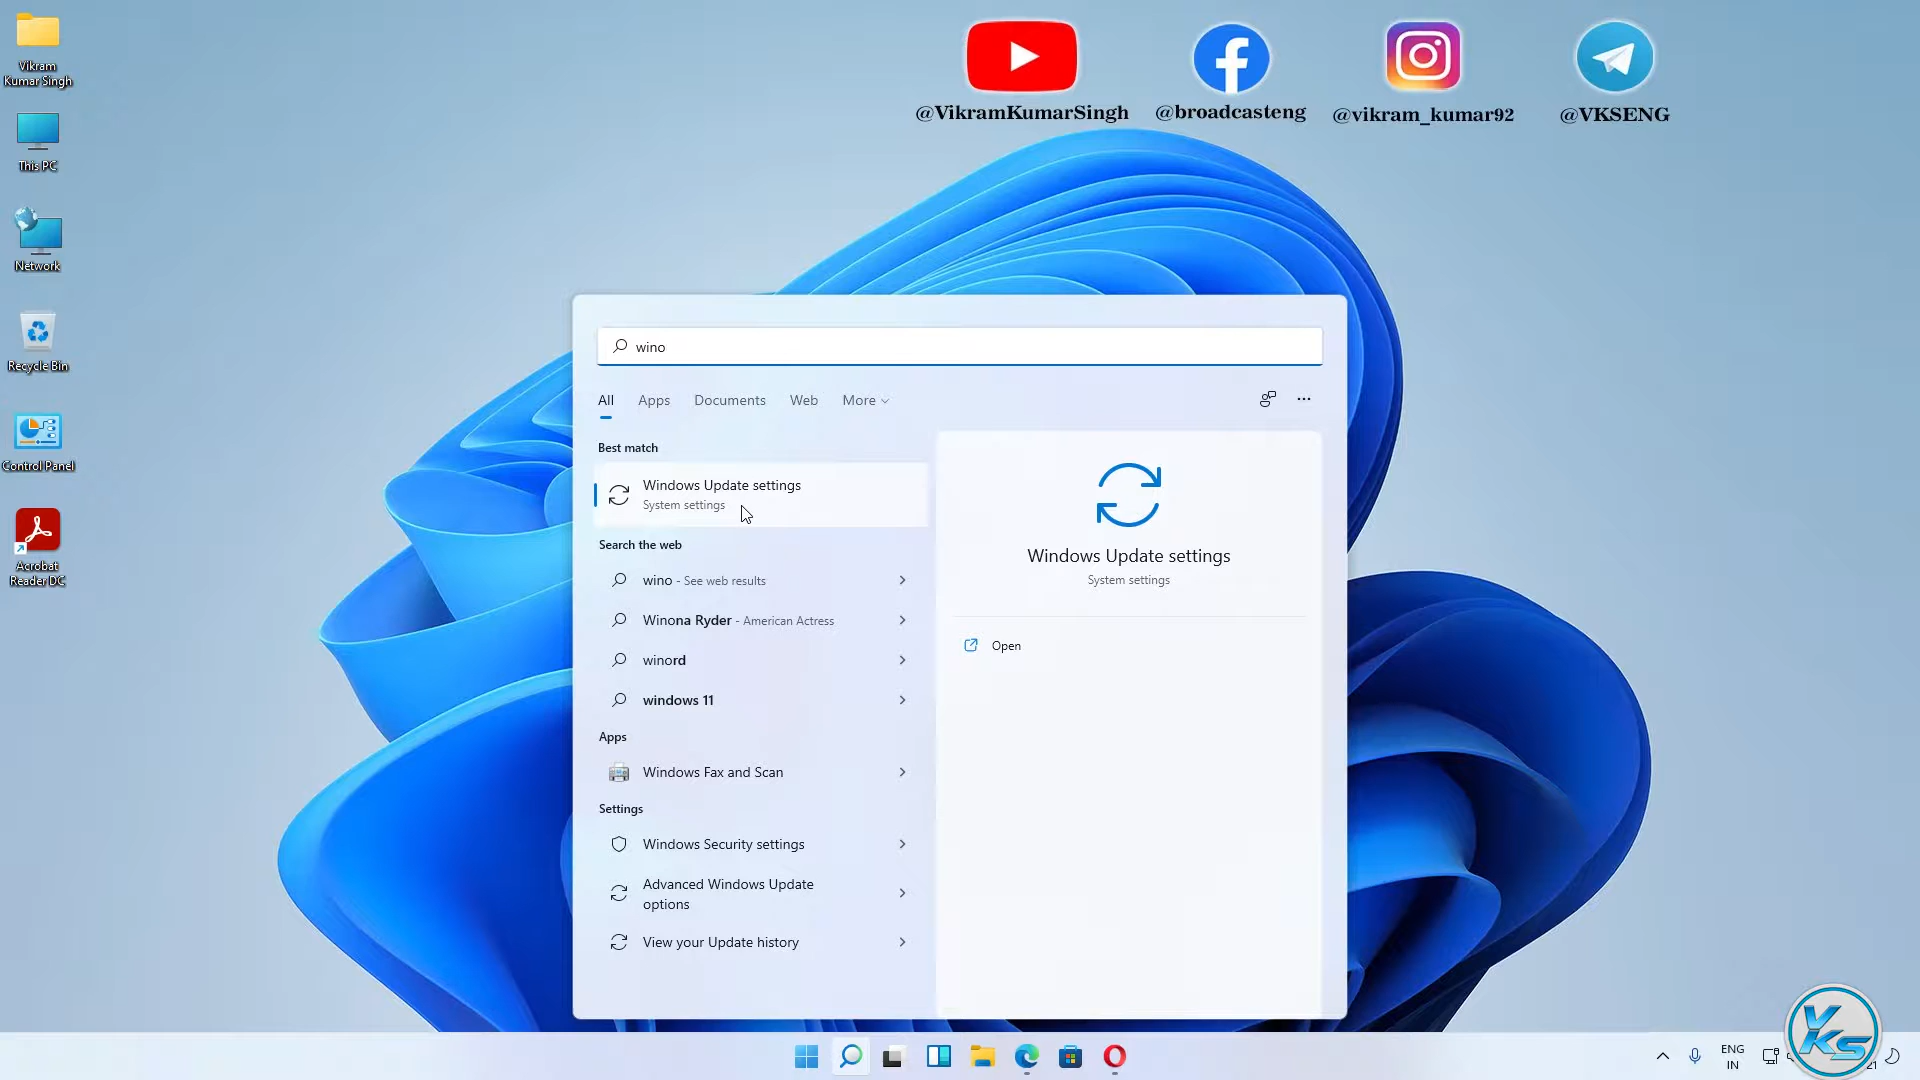 Vikram
Kumar Singh
This PC
Network
Recycle Bin
Control Panel
Acrobat
Reader DC
@VikramKumarSingh
@broadcasteng
@vikram_kumar92
@VKSENG
wino
All
Apps
Documents
Web
More
Best match
Windows Update settings
System settings
Search the web
wino - See web results
Winona Ryder - American Actress
winord
windows 11
Apps
Windows Fax and Scan
Settings
Windows Security settings
Advanced Windows Update
options
View your Update history
Windows Update settings
System settings
Open
ENG
IN
21
VKS